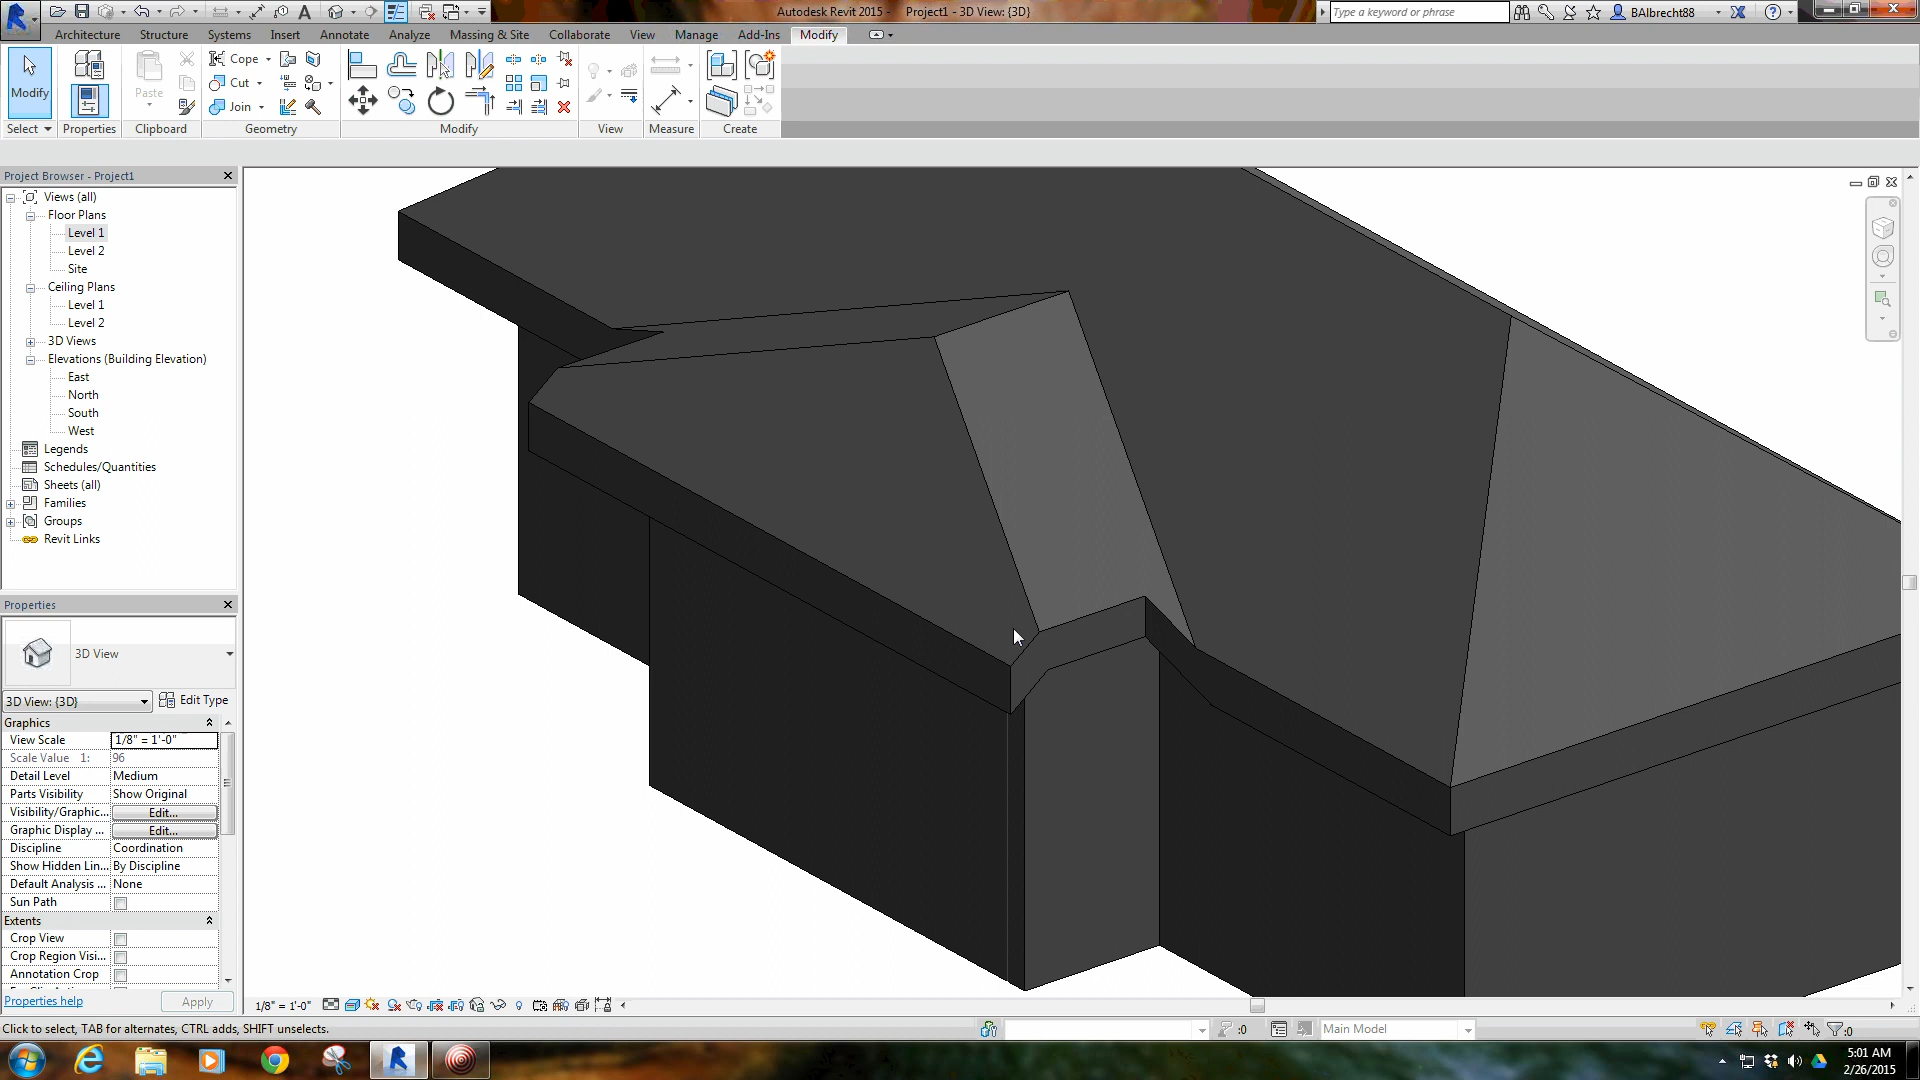 Autodesk Revit 2015 - Project1 - 3D View: {3D}
Type a keyword or phrase
BAlbrecht88
Architecture Structure Systems Insert Annotate Analyze Massing & Site Collaborate View Manage Add-Ins Modify
Modify
Paste
Cope
Cut
Join
Select Properties Clipboard Geometry Modify View Measure Create
Project Browser - Project1
Views (all)
Floor Plans
Level 1
Level 2
Site
Ceiling Plans
Level 1
Level 2
3D Views
Elevations (Building Elevation)
East
North
South
West
Legends
Schedules/Quantities
Sheets (all)
Families
Groups
Revit Links
Properties
3D View
3D View: {3D} Edit Type
Graphics
View Scale 1/8" = 1'-0"
Scale Value 1: 96
Detail Level Medium
Parts Visibility Show Original
Visibility/Graphic... Edit...
Graphic Display ... Edit...
Discipline Coordination
Show Hidden Lin... By Discipline
Default Analysis ... None
Sun Path
Extents
Crop View
Crop Region Visi...
Annotation Crop
Properties help Apply
1/8" = 1'-0"
Click to select, TAB for alternates, CTRL adds, SHIFT unselects.
:0
Main Model
:0
5:01 AM
2/26/2015